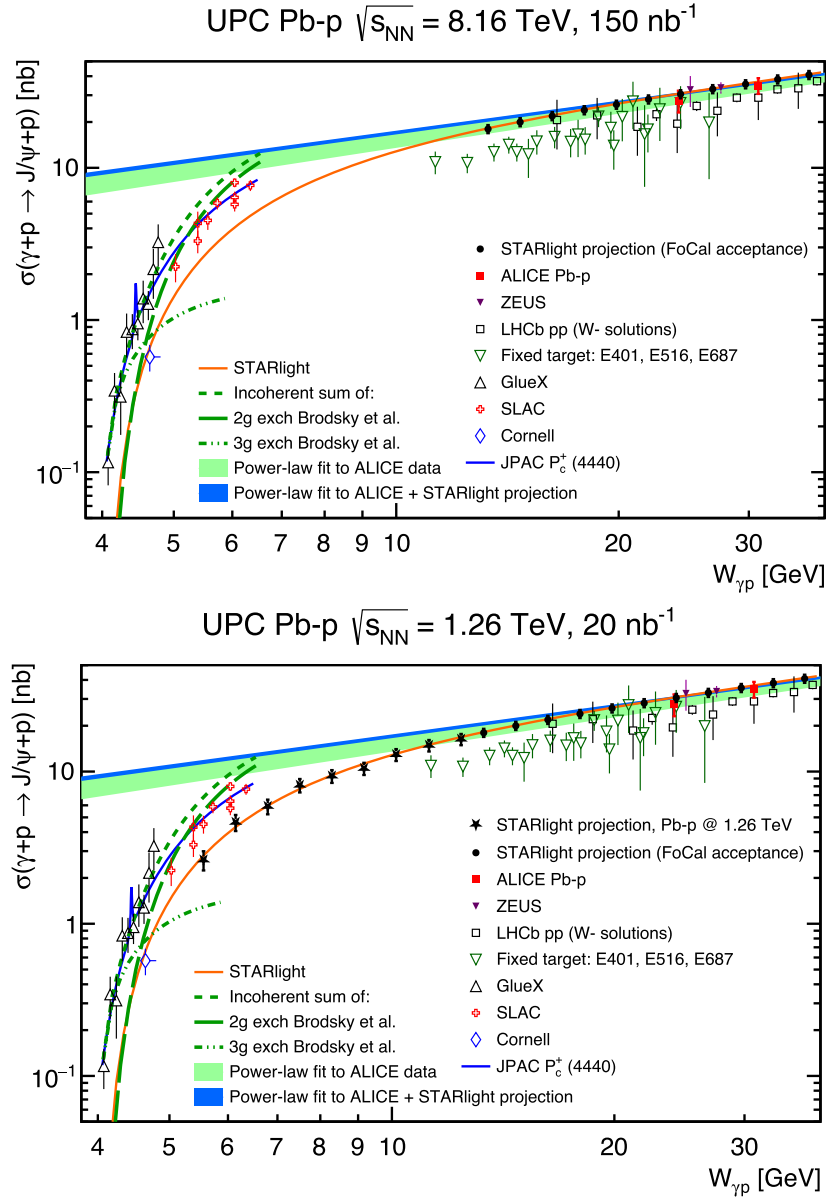 UPC Pb-p √s_NN = 8.16 TeV, 150 nb⁻¹
σ(γ+p → J/ψ+p) [nb]
10
1
10⁻¹
STARlight projection (FoCal acceptance)
ALICE Pb-p
ZEUS
LHCb pp (W- solutions)
Fixed target: E401, E516, E687
GlueX
SLAC
Cornell
JPAC P_c⁺ (4440)
STARlight
Incoherent sum of:
2g exch Brodsky et al.
3g exch Brodsky et al.
Power-law fit to ALICE data
Power-law fit to ALICE + STARlight projection
4 5 6 7 8 9 10 20 30
W_γp [GeV]
UPC Pb-p √s_NN = 1.26 TeV, 20 nb⁻¹
σ(γ+p → J/ψ+p) [nb]
10
1
10⁻¹
STARlight projection, Pb-p @ 1.26 TeV
STARlight projection (FoCal acceptance)
ALICE Pb-p
ZEUS
LHCb pp (W- solutions)
Fixed target: E401, E516, E687
GlueX
SLAC
Cornell
JPAC P_c⁺ (4440)
STARlight
Incoherent sum of:
2g exch Brodsky et al.
3g exch Brodsky et al.
Power-law fit to ALICE data
Power-law fit to ALICE + STARlight projection
4 5 6 7 8 9 10 20 30
W_γp [GeV]